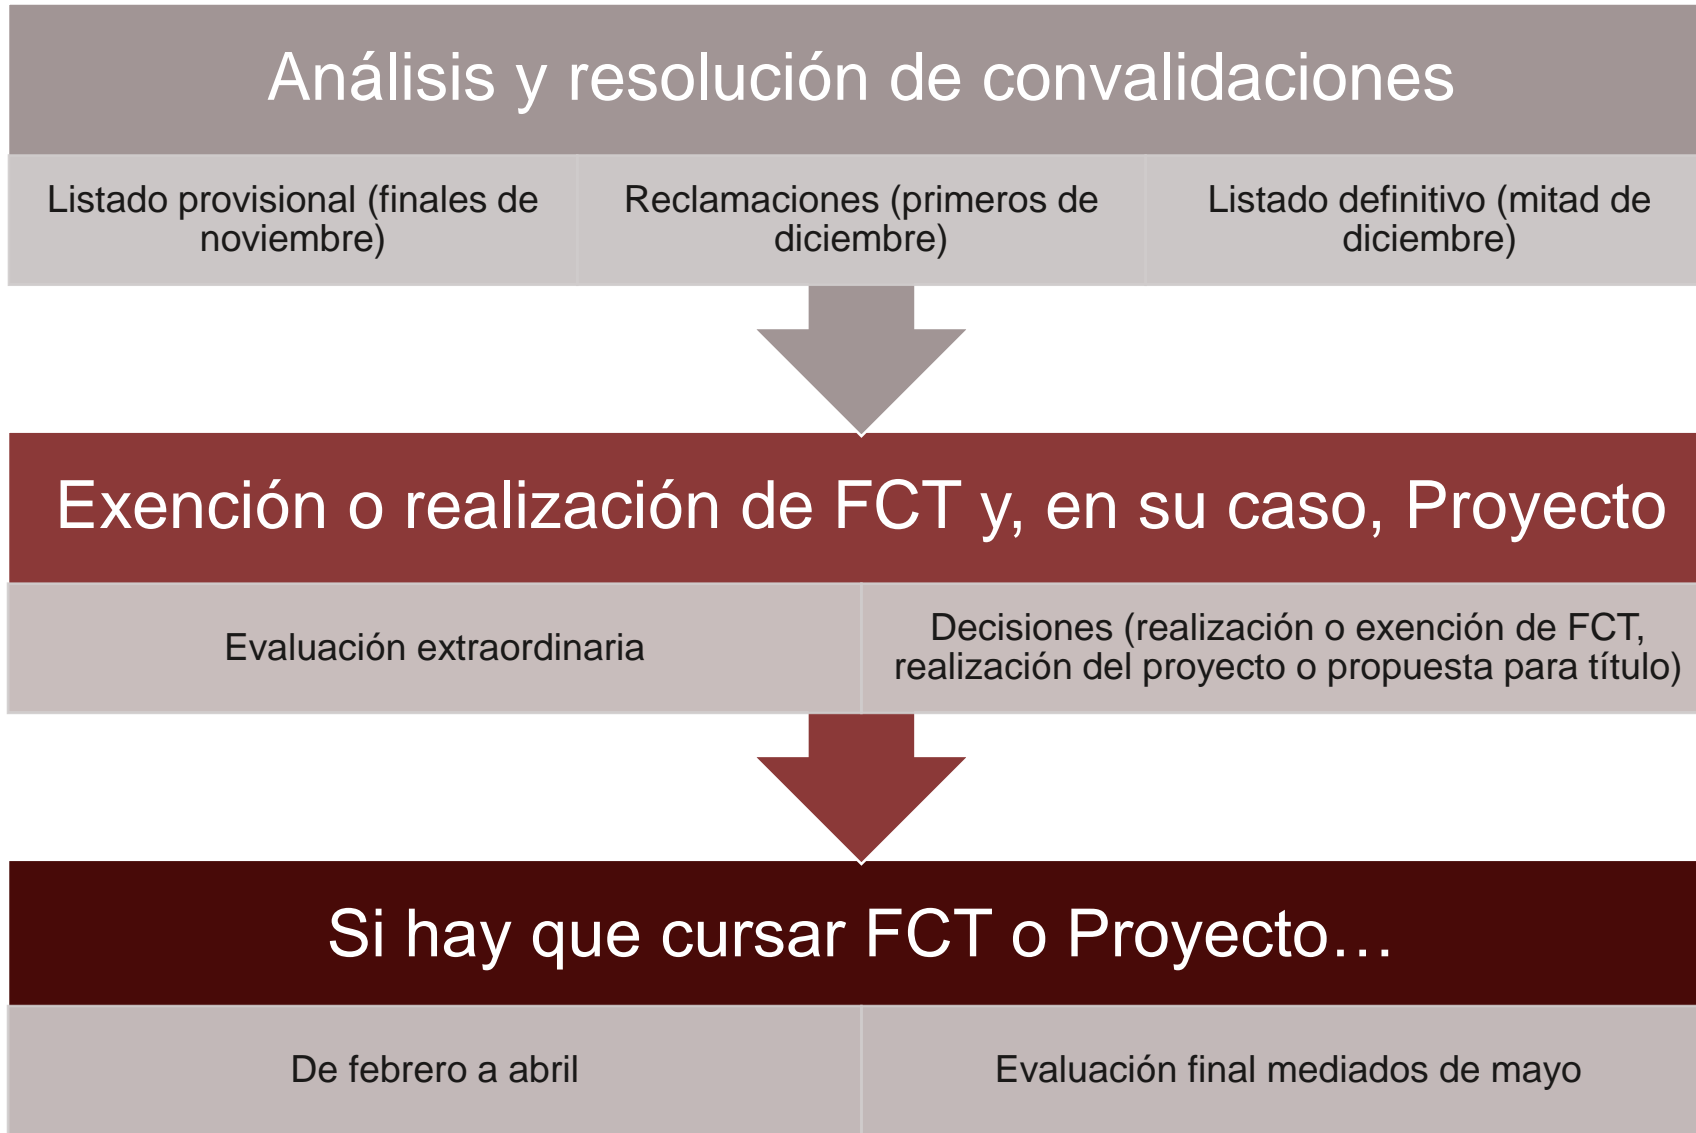 Análisis y resolución de convalidaciones
Listado provisional (finales de
noviembre)
Reclamaciones (primeros de
diciembre)
Listado definitivo (mitad de
diciembre)
Exención o realización de FCT y, en su caso, Proyecto
Evaluación extraordinaria
Decisiones (realización o exención de FCT,
realización del proyecto o propuesta para título)
Si hay que cursar FCT o Proyecto…
De febrero a abril
Evaluación final mediados de mayo